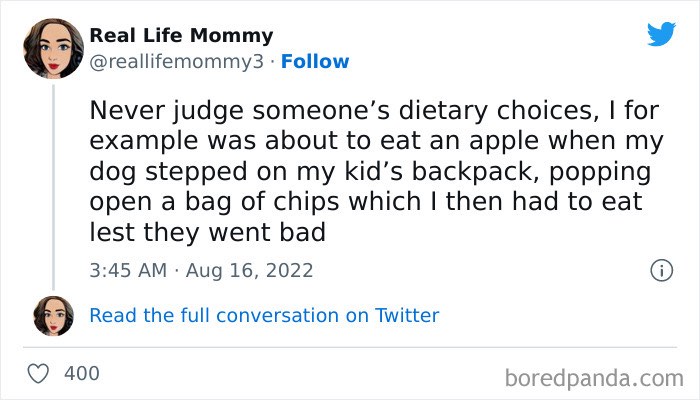 Real Life Mommy
@reallifemommy3 · Follow
Never judge someone’s dietary choices, I for
example was about to eat an apple when my
dog stepped on my kid’s backpack, popping
open a bag of chips which I then had to eat
lest they went bad
3:45 AM · Aug 16, 2022
Read the full conversation on Twitter
400
boredpanda.com